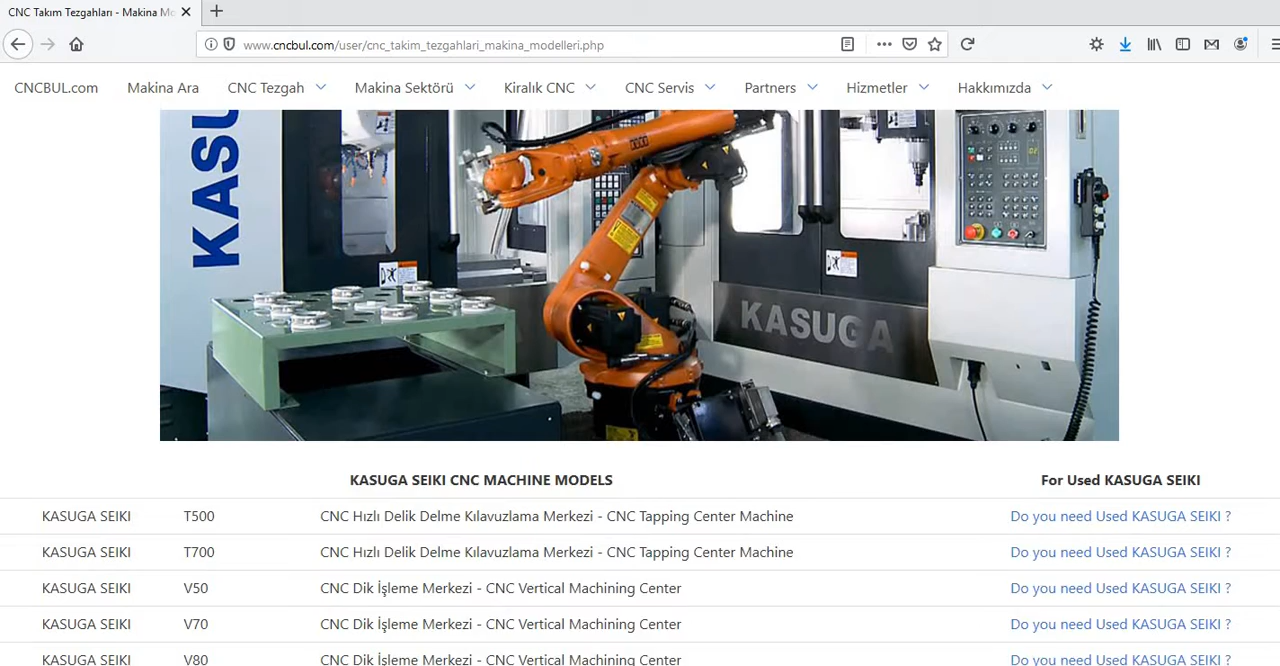 CNC Takım Tezgahları - Makina Mo
www.cncbul.com/user/cnc_takim_tezgahlari_makina_modelleri.php
CNCBUL.com Makina Ara CNC Tezgah Makina Sektörü Kiralık CNC CNC Servis Partners Hizmetler Hakkımızda
KASU
KASUGA
KASUGA SEIKI CNC MACHINE MODELS For Used KASUGA SEIKI
KASUGA SEIKI T500 CNC Hızlı Delik Delme Kılavuzlama Merkezi - CNC Tapping Center Machine Do you need Used KASUGA SEIKI ?
KASUGA SEIKI T700 CNC Hızlı Delik Delme Kılavuzlama Merkezi - CNC Tapping Center Machine Do you need Used KASUGA SEIKI ?
KASUGA SEIKI V50 CNC Dik İşleme Merkezi - CNC Vertical Machining Center Do you need Used KASUGA SEIKI ?
KASUGA SEIKI V70 CNC Dik İşleme Merkezi - CNC Vertical Machining Center Do you need Used KASUGA SEIKI ?
KASUGA SEIKI V80 CNC Dik İşleme Merkezi - CNC Vertical Machining Center Do you need Used KASUGA SEIKI ?